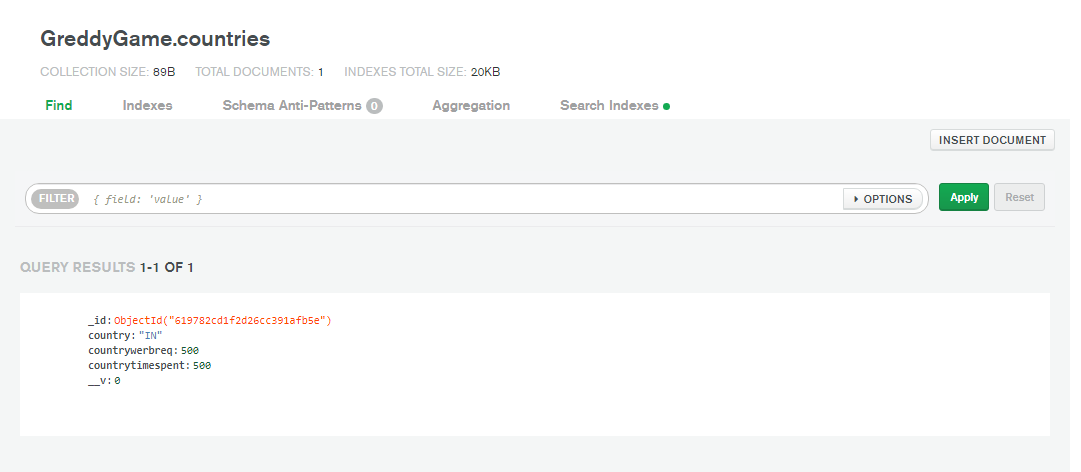 GreddyGame.countries
COLLECTION SIZE: 89B TOTAL DOCUMENTS: 1 INDEXES TOTAL SIZE: 20KB
Find Indexes Schema Anti-Patterns 0 Aggregation Search Indexes
INSERT DOCUMENT
FILTER { field: 'value' } OPTIONS Apply Reset
QUERY RESULTS 1-1 OF 1
_id: ObjectId("619782cd1f2d26cc391afb5e")
country: "IN"
countrywerbreq: 500
countrytimespent: 500
__v: 0